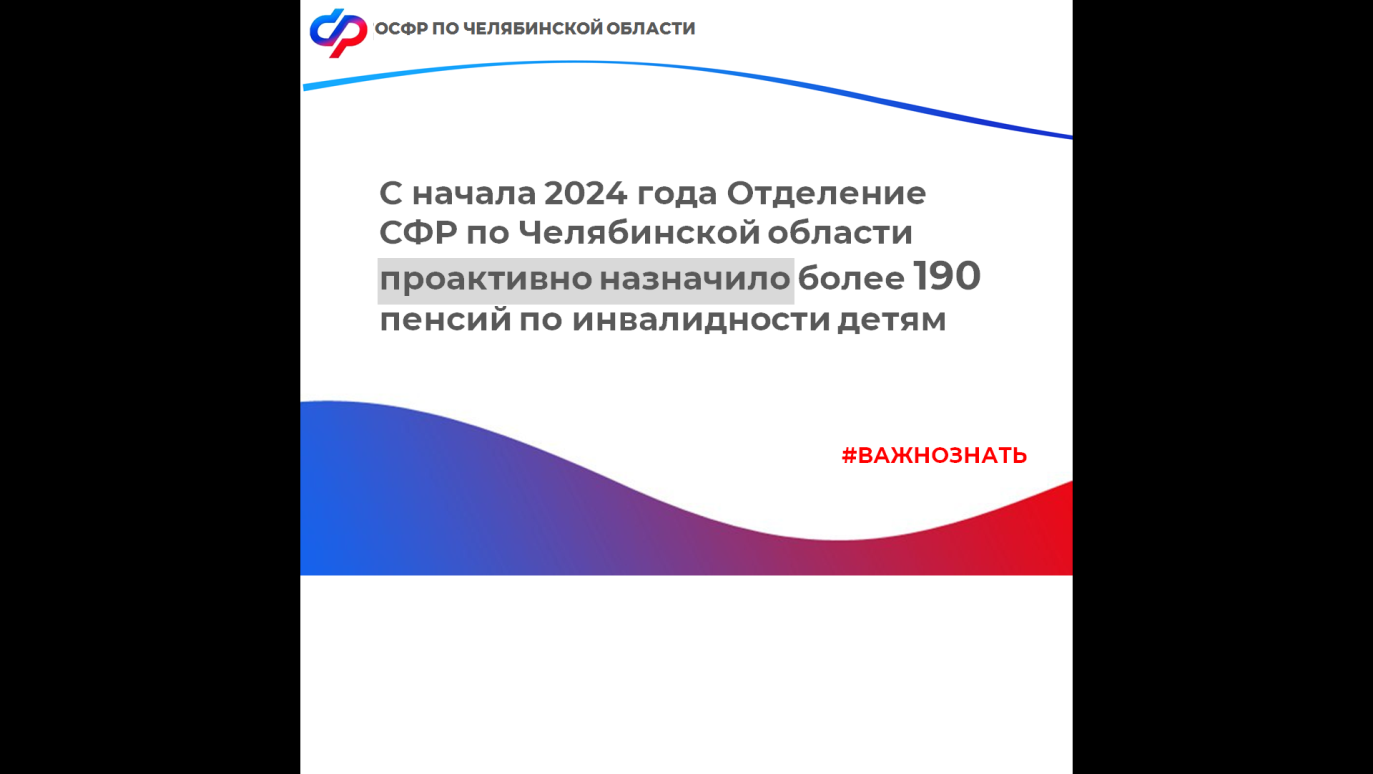 ОСФР ПО ЧЕЛЯБИНСКОЙ ОБЛАСТИ
С начала 2024 года Отделение
СФР по Челябинской области
проактивно назначило более 190
пенсий по инвалидности детям
#ВАЖНОЗНАТЬ